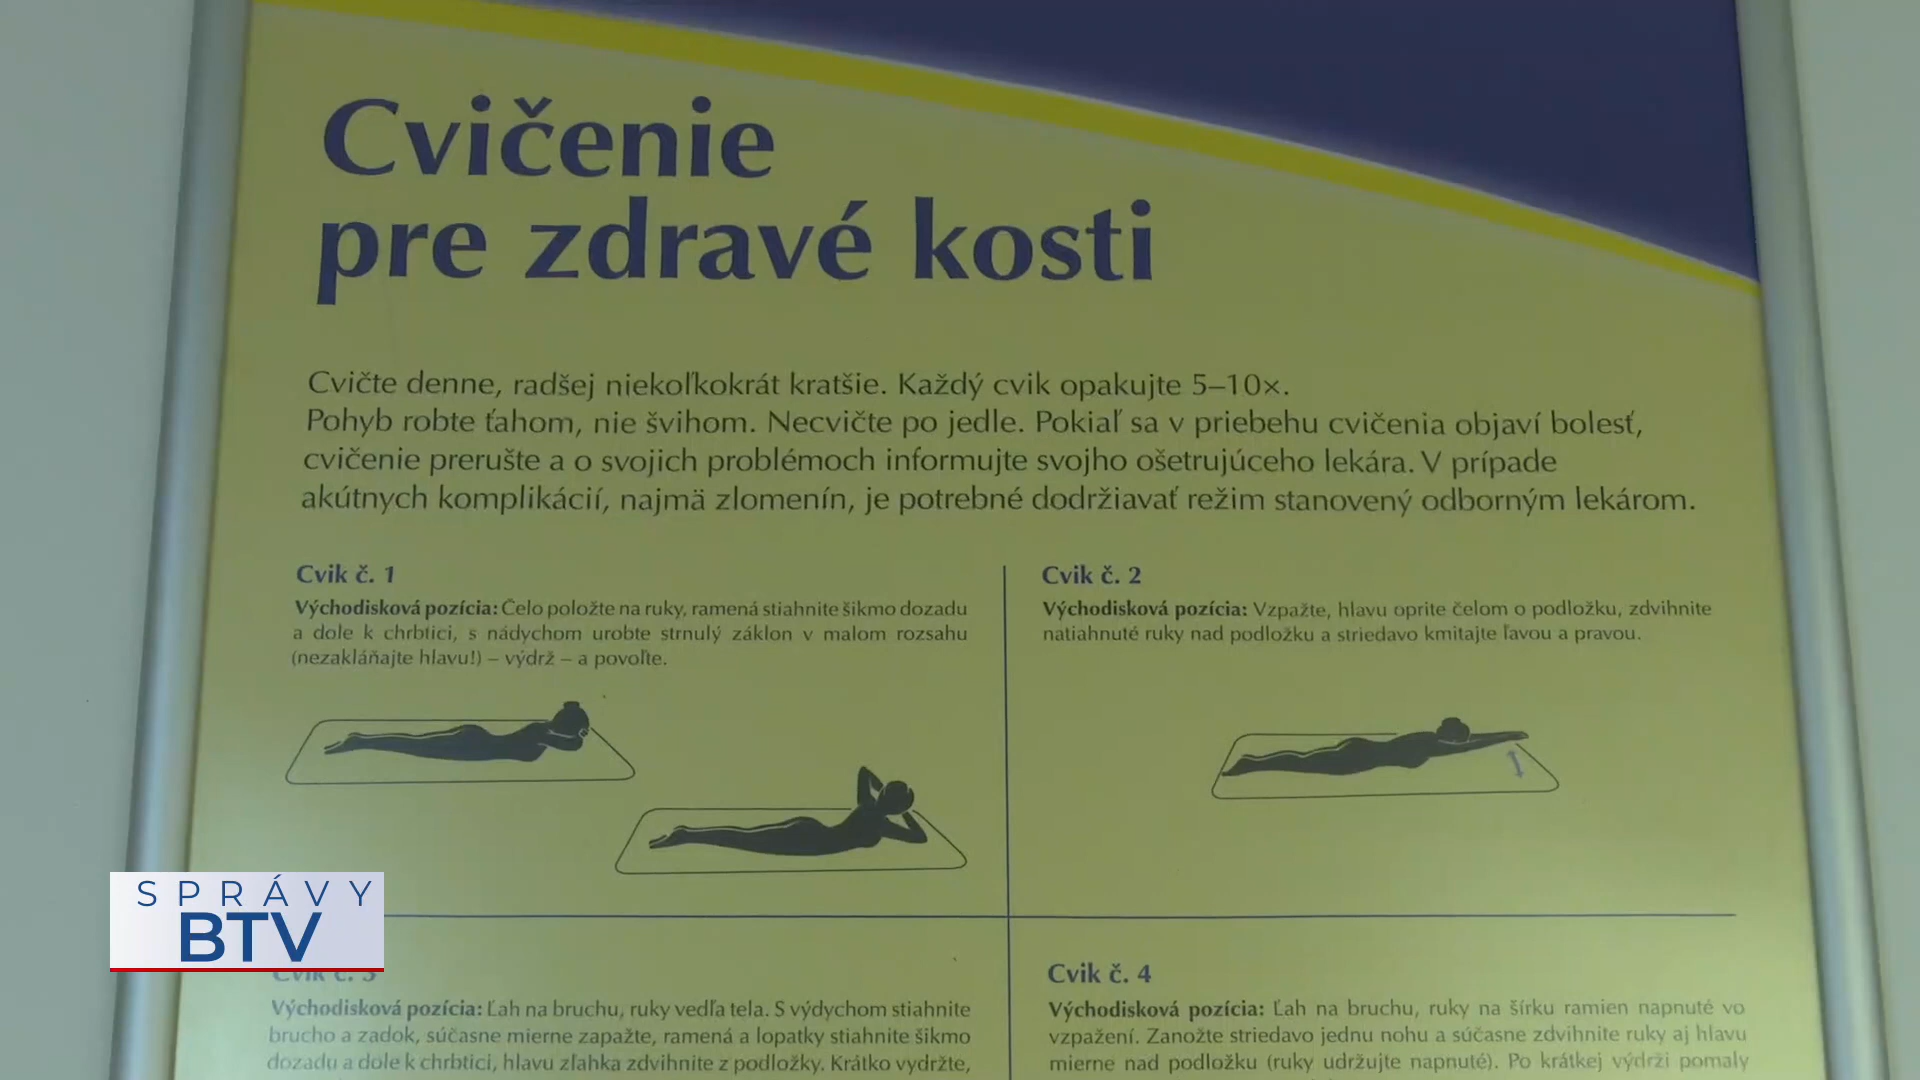 Cvičenie
pre zdravé kosti
Cvičte denne, radšej niekoľkokrát kratšie. Každý cvik opakujte 5–10×.
Pohyb robte ťahom, nie švihom. Necvičte po jedle. Pokiaľ sa v priebehu cvičenia objaví bolesť,
cvičenie prerušte a o svojich problémoch informujte svojho ošetrujúceho lekára. V prípade
akútnych komplikácií, najmä zlomenín, je potrebné dodržiavať režim stanovený odborným lekárom.
Cvik č. 1
Východisková pozícia: Čelo položte na ruky, ramená stiahnite šikmo dozadu
a dole k chrbtici, s nádychom urobte strnulý záklon v malom rozsahu
(nezakláňajte hlavu!) – výdrž – a povoľte.
Cvik č. 2
Východisková pozícia: Vzpažte, hlavu oprite čelom o podložku, zdvihnite
natiahnuté ruky nad podložku a striedavo kmitajte ľavou a pravou.
SPRÁVY
BTV
Cvik č. 3
Východisková pozícia: Ľah na bruchu, ruky vedľa tela. S výdychom stiahnite
brucho a zadok, súčasne mierne zapažte, ramená a lopatky stiahnite šikmo
dozadu a dole k chrbtici, hlavu zľahka zdvihnite z podložky. Krátko vydržte,
Cvik č. 4
Východisková pozícia: Ľah na bruchu, ruky na šírku ramien napnuté vo
vzpažení. Zanožte striedavo jednu nohu a súčasne zdvihnite ruky aj hlavu
mierne nad podložku (ruky udržujte napnuté). Po krátkej výdrži pomaly